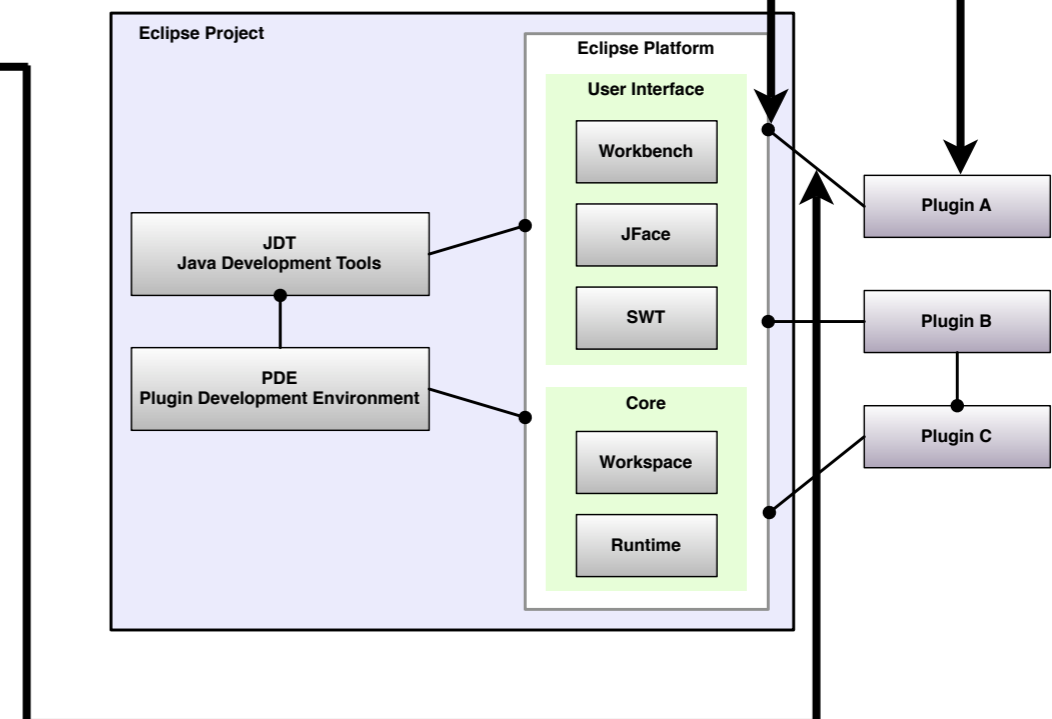 Eclipse Project
Eclipse Platform
User Interface
Workbench
JFace
SWT
Core
Workspace
Runtime
JDT
Java Development Tools
PDE
Plugin Development Environment
Plugin A
Plugin B
Plugin C